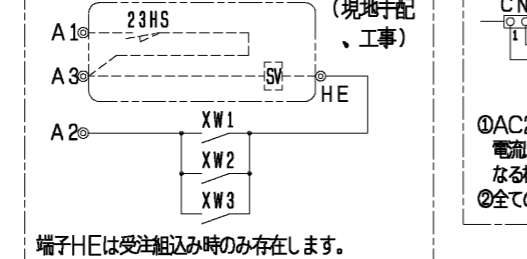 (現地手配
、工事)
23HS
A1
A3
SV
HE
A2
XW1
XW2
XW3
端子HEは受注組込み時のみ存在します。
CN
1
①AC2
電流
なる
②全ての